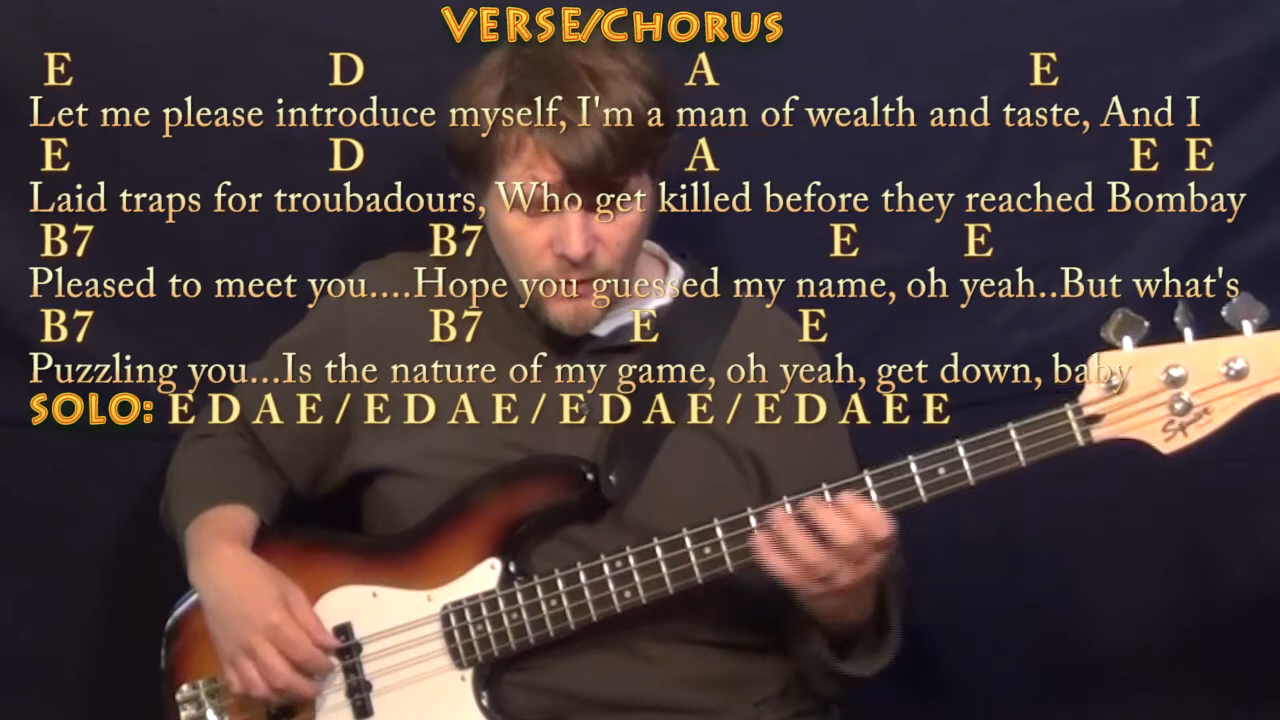 VERSE/CHORUS
E D A E
Let me please introduce myself, I'm a man of wealth and taste, And I
E D A E E
Laid traps for troubadours, Who get killed before they reached Bombay
B7 B7 E E
Pleased to meet you....Hope you guessed my name, oh yeah..But what's
B7 B7 E E
Puzzling you...Is the nature of my game, oh yeah, get down, baby
SOLO: E D A E / E D A E / E D A E / E D A E E
Squier